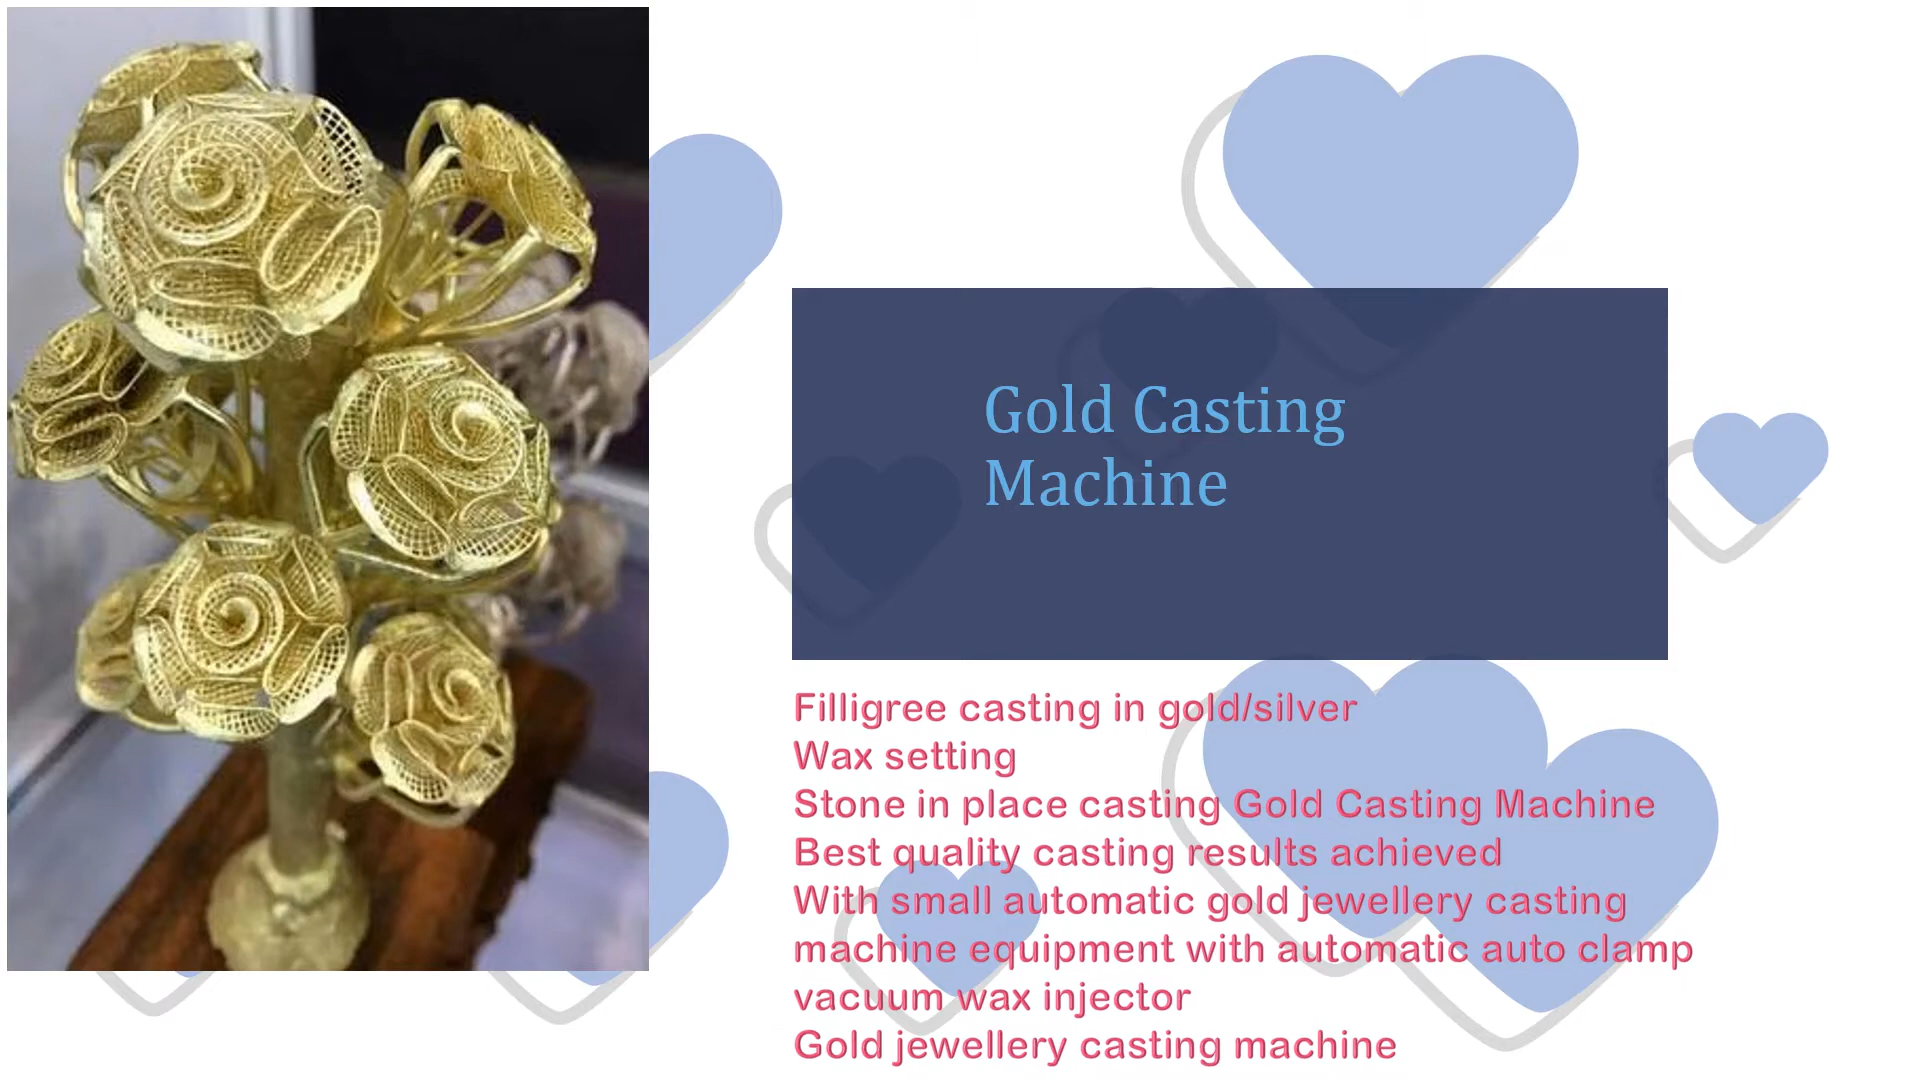 Gold Casting
Machine
Filligree casting in gold/silver
Wax setting
Stone in place casting Gold Casting Machine
Best quality casting results achieved
With small automatic gold jewellery casting
machine equipment with automatic auto clamp
vacuum wax injector
Gold jewellery casting machine